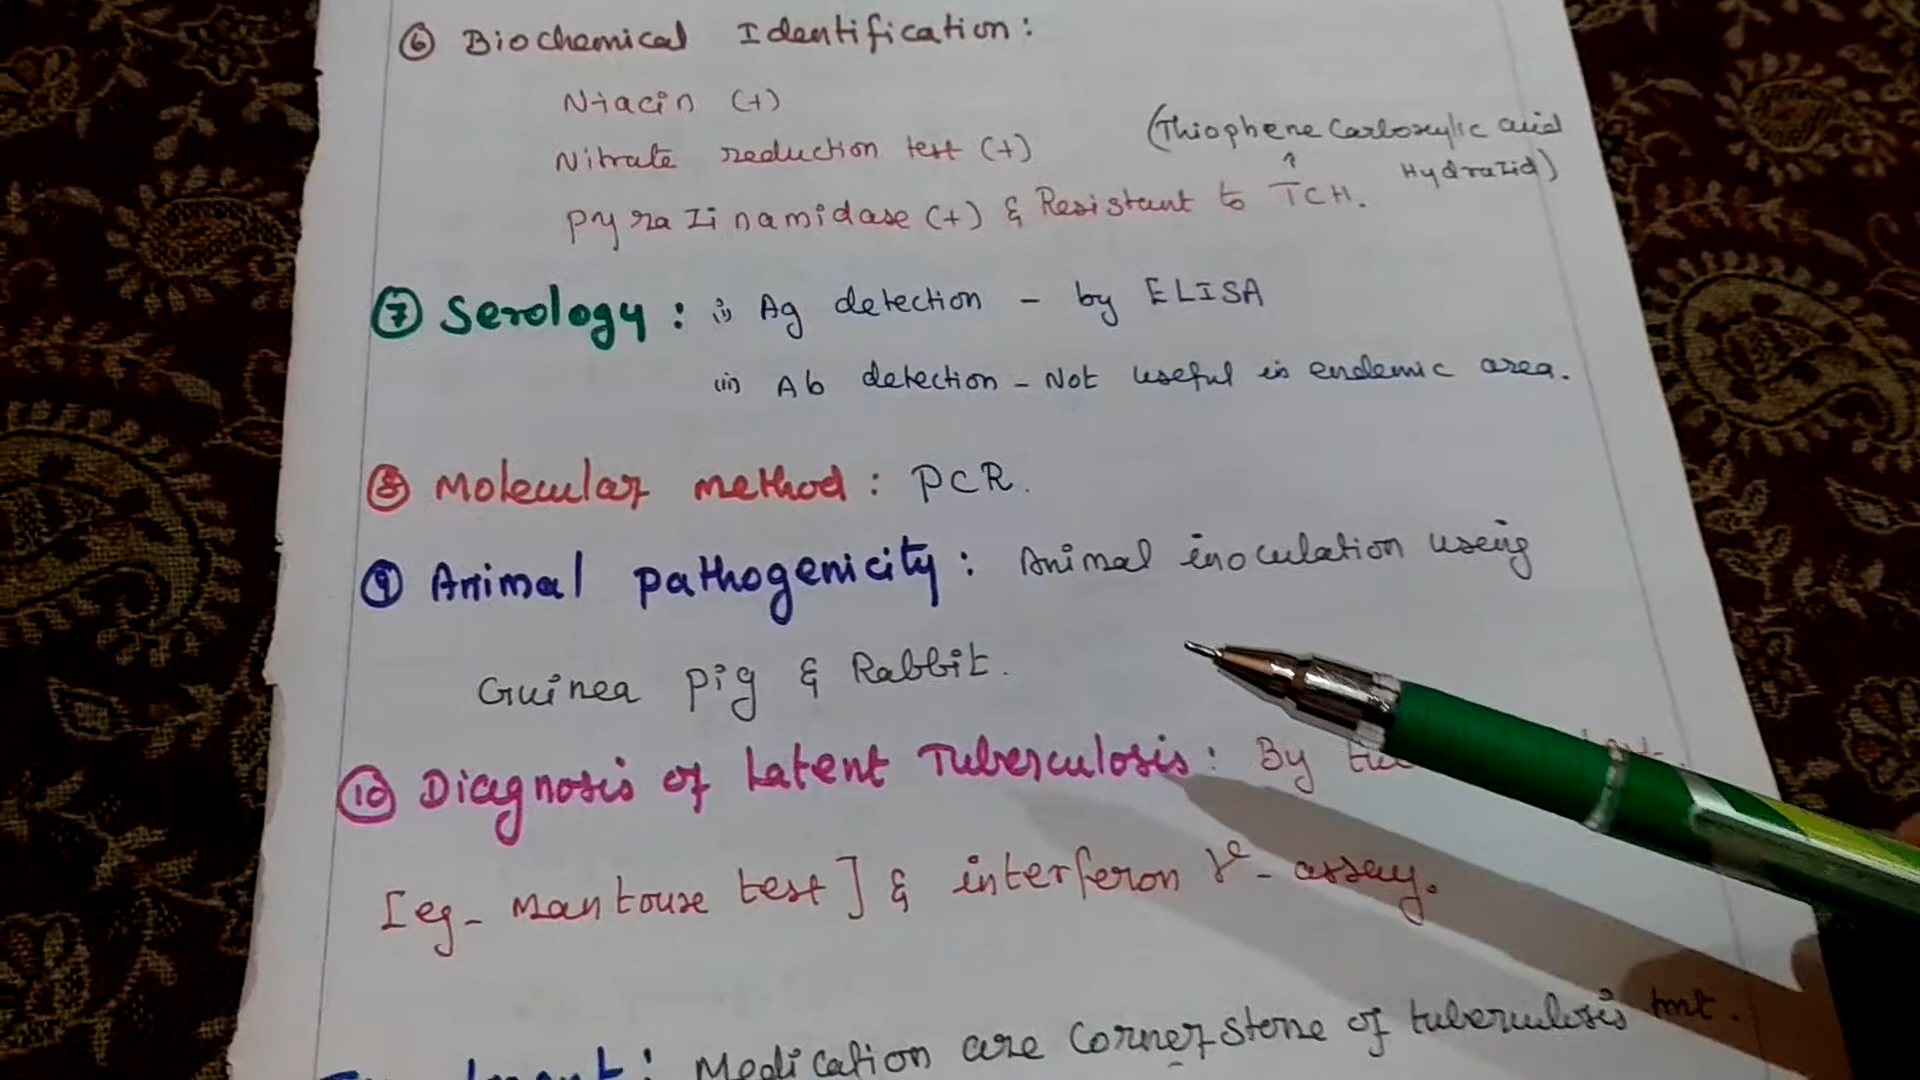 ⑥ Biochemical Identification:
Niacin (+)
Nitrate reduction test (+)
(Thiophene Carboxylic acid
↑ Hydrazid)
PyraZinamidase (+) & Resistant to TCH.
⑦ Serology: i) Ag detection - by ELISA
(ii) Ab detection - Not useful in endemic area.
⑧ Molecular method: PCR.
⑨ Animal pathogenicity: Animal inoculation using
Guinea pig & Rabbit.
⑩ Diagnosis of Latent Tuberculosis: By
[eg- Mantoux test] & interferon γ - assay.
Medication are Corner stone of tuberculosis tmt.